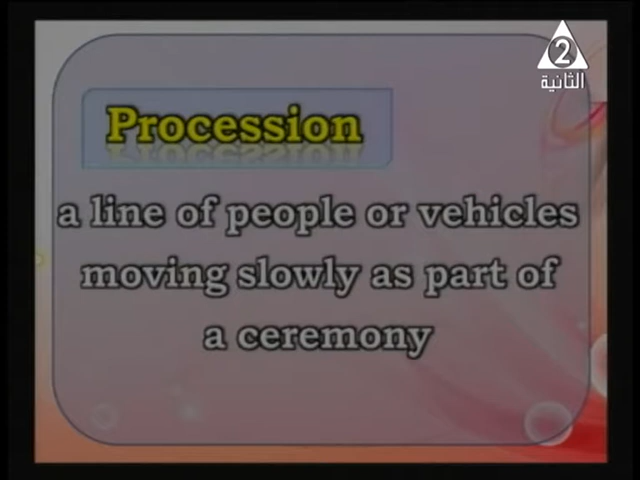 2
الثانية
Procession
a line of people or vehicles
moving slowly as part of
a ceremony